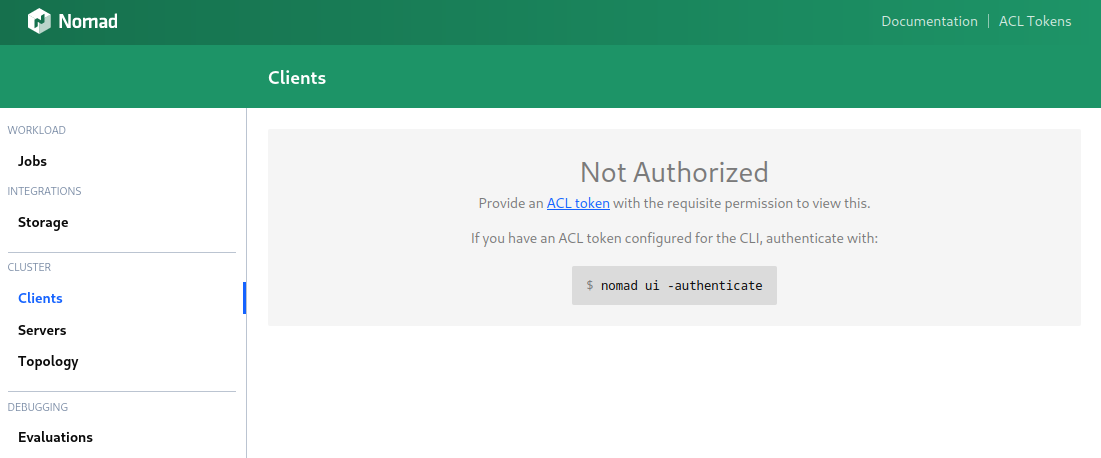 Nomad
Documentation
ACL Tokens
Clients
WORKLOAD
Jobs
INTEGRATIONS
Storage
CLUSTER
Clients
Servers
Topology
DEBUGGING
Evaluations
Not Authorized
Provide an ACL token with the requisite permission to view this.
If you have an ACL token configured for the CLI, authenticate with:
$ nomad ui -authenticate